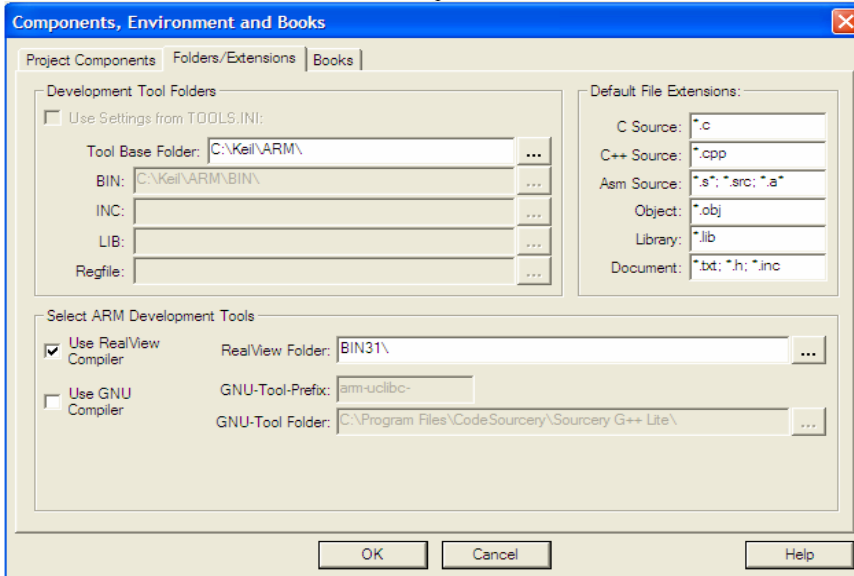 Components, Environment and Books
Project Components Folders/Extensions Books
Development Tool Folders
Use Settings from TOOLS.INI:
Tool Base Folder: C:\Keil\ARM\ ...
BIN: C:\Keil\ARM\BIN\ ...
INC: ...
LIB: ...
Regfile: ...
Default File Extensions:
C Source: *.c
C++ Source: *.cpp
Asm Source: *.s*; *.src; *.a*
Object: *.obj
Library: *.lib
Document: *.txt; *.h; *.inc
Select ARM Development Tools
Use RealView
Compiler
RealView Folder: BIN31\ ...
Use GNU
Compiler
GNU-Tool-Prefix: arm-uclibc-
GNU-Tool Folder: C:\Program Files\CodeSourcery\Sourcery G++ Lite\ ...
OK Cancel Help